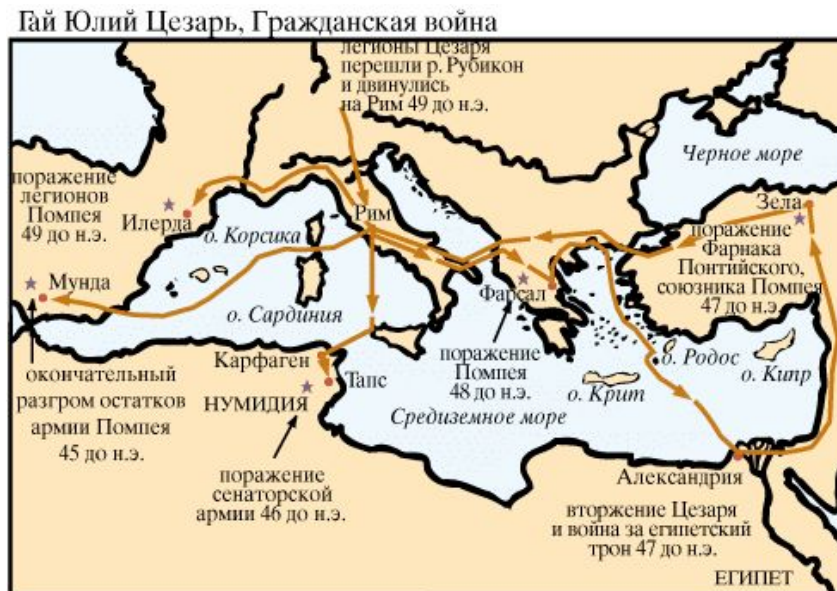 Гай Юлий Цезарь, Гражданская война
легионы Цезаря
перешли р. Рубикон
и двинулись
на Рим 49 до н.э.
Черное море
поражение
легионов
Помпея
49 до н.э.
Илерда
о. Корсика
Рим
Зела
поражение
Фарнака
Понтийского,
союзника Помпея
47 до н.э.
Мунда
о. Сардиния
Фарсал
окончательный
разгром остатков
армии Помпея
45 до н.э.
Карфаген
Тапс
НУМИДИЯ
поражение
Помпея
48 до н.э.
о. Родос
о. Кипр
о. Крит
Средиземное море
поражение
сенаторской
армии 46 до н.э.
Александрия
вторжение Цезаря
и война за египетский
трон 47 до н.э.
ЕГИПЕТ